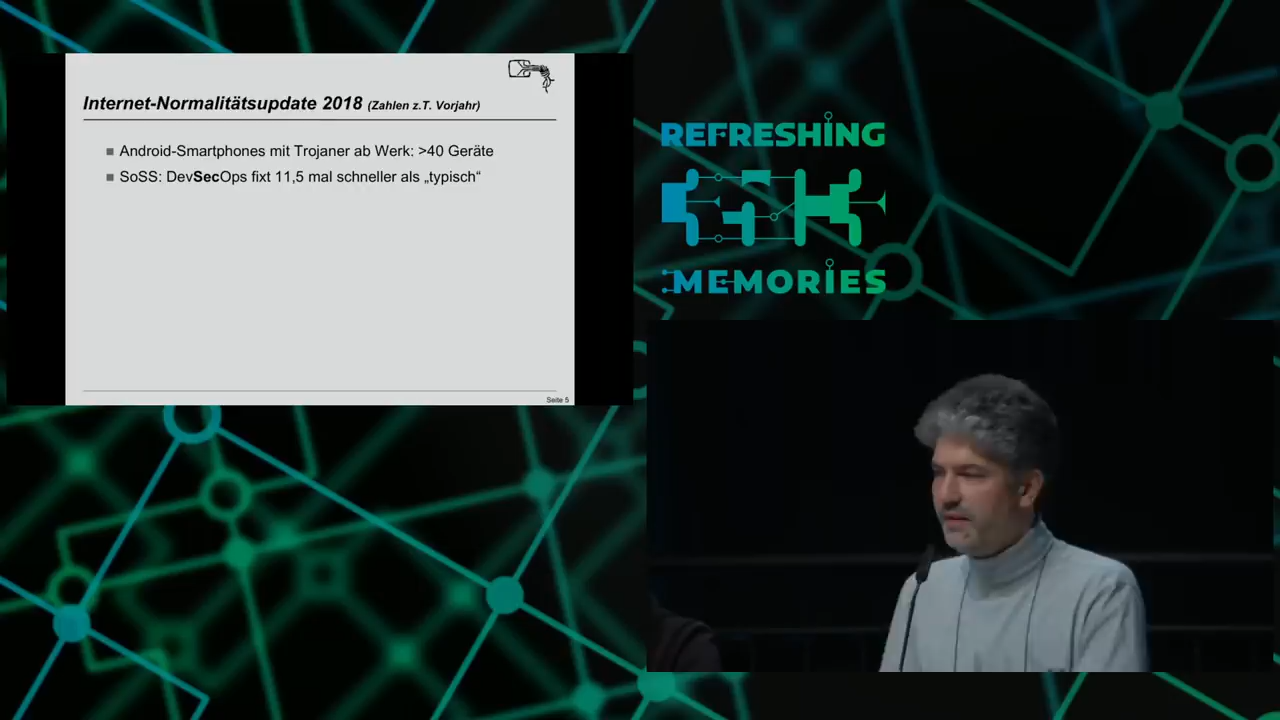 Internet-Normalitätsupdate 2018 (Zahlen z.T. Vorjahr)
Android-Smartphones mit Trojaner ab Werk: >40 Geräte
SoSS: DevSecOps fixt 11,5 mal schneller als „typisch“
Seite 5
REFRESHING
MEMORIES